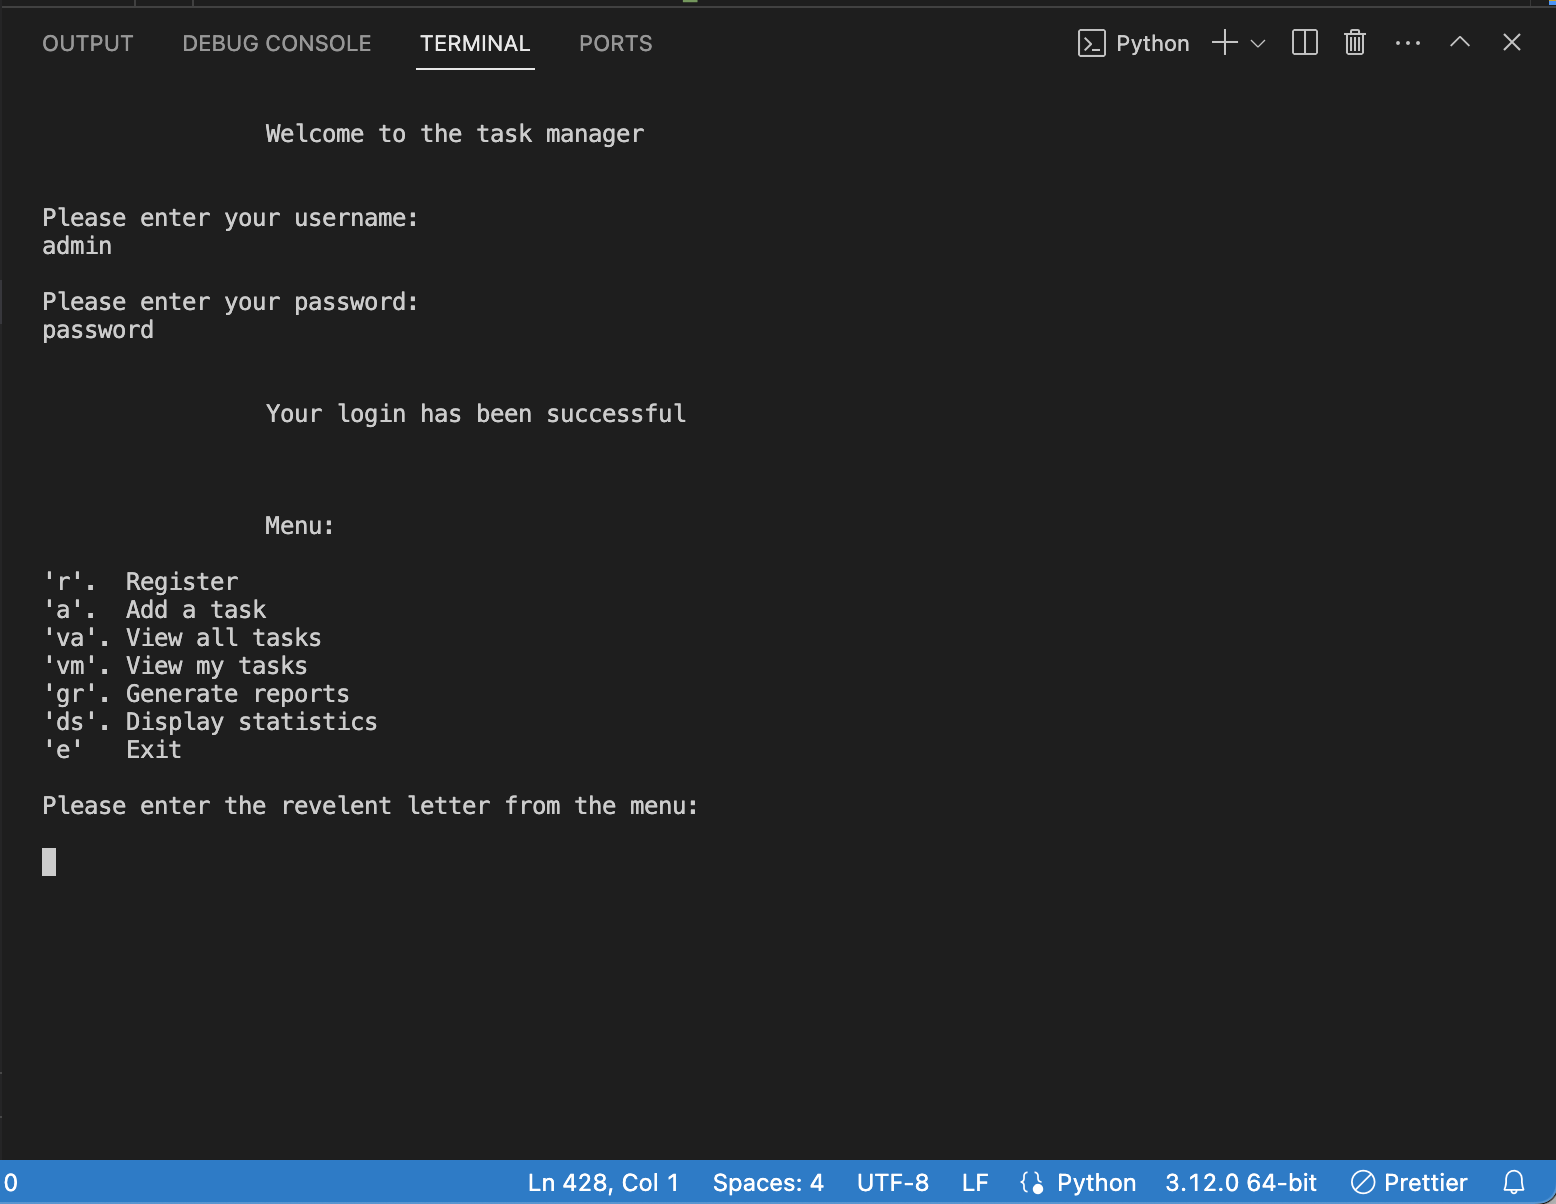 OUTPUT DEBUG CONSOLE TERMINAL PORTS Python
Welcome to the task manager
Please enter your username:
admin
Please enter your password:
password
Your login has been successful
Menu:
'r'. Register
'a'. Add a task
'va'. View all tasks
'vm'. View my tasks
'gr'. Generate reports
'ds'. Display statistics
'e' Exit
Please enter the revelent letter from the menu:
0 Ln 428, Col 1 Spaces: 4 UTF-8 LF Python 3.12.0 64-bit Prettier